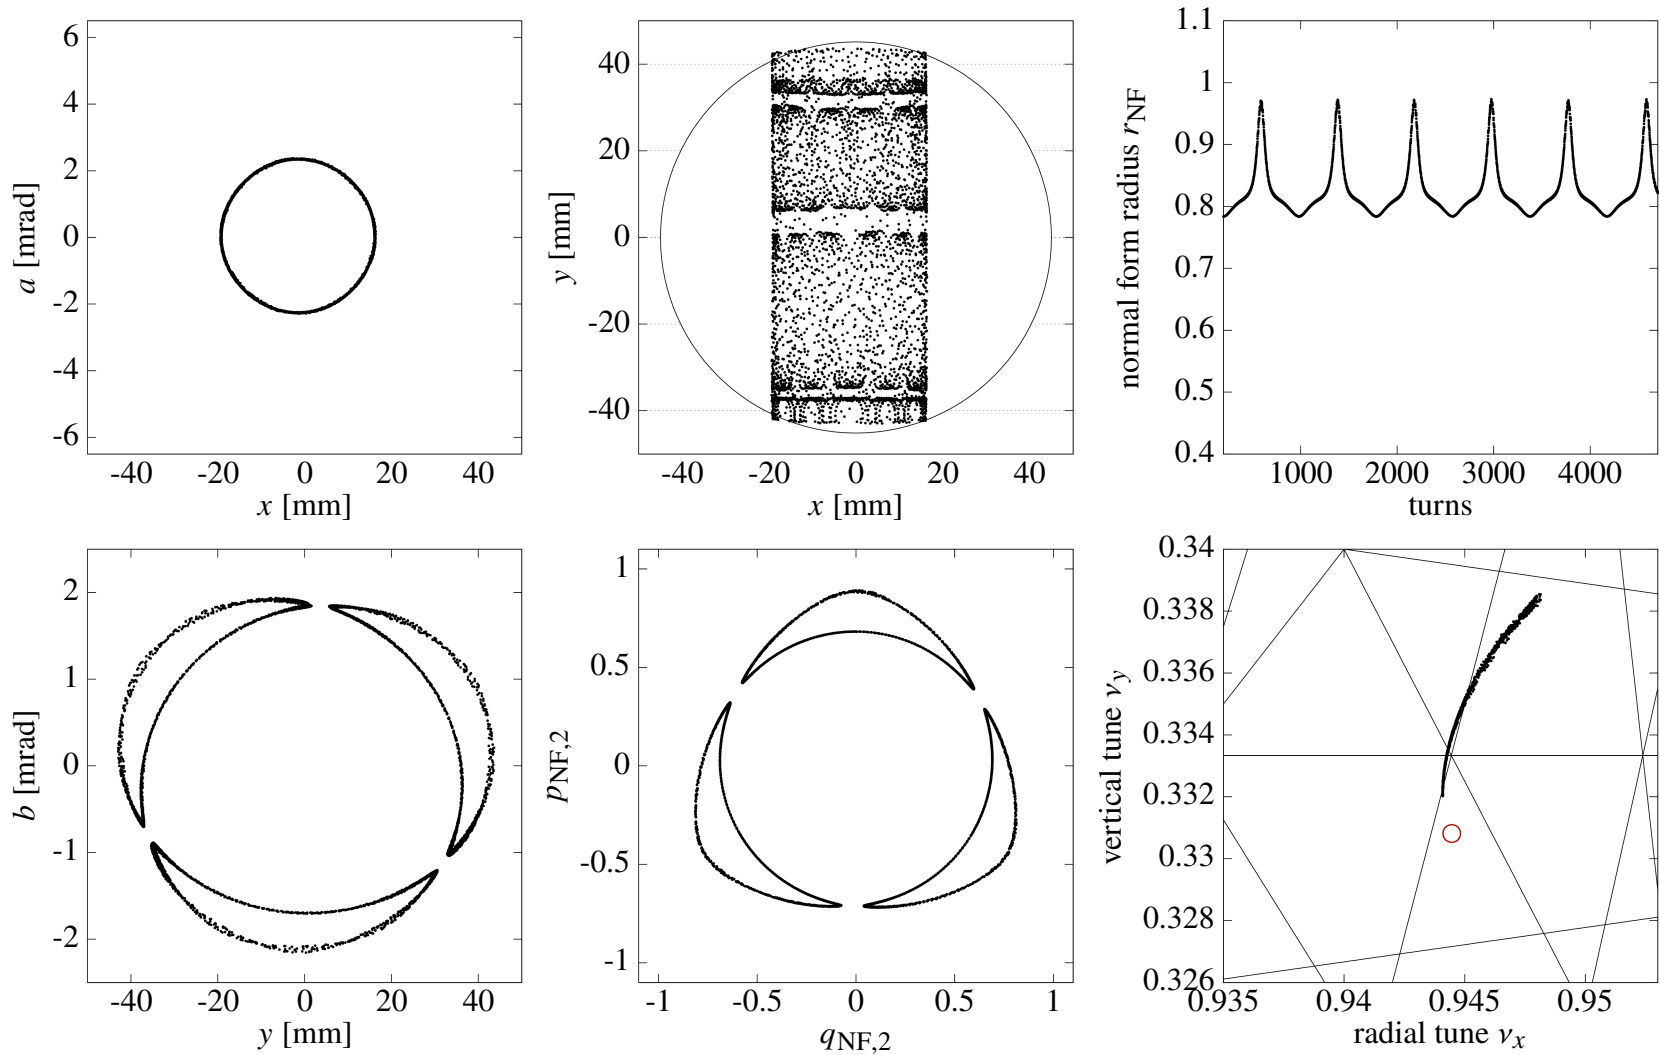 6
4
2
0
-2
-4
-6
a [mrad]
-40 -20 0 20 40
x [mm]
40
20
0
-20
-40
y [mm]
-40 -20 0 20 40
x [mm]
1.1
1
0.9
0.8
0.7
0.6
0.5
0.4
normal form radius rNF
1000 2000 3000 4000
turns
2
1
0
-1
-2
b [mrad]
-40 -20 0 20 40
y [mm]
1
0.5
0
-0.5
-1
pNF,2
-1 -0.5 0 0.5 1
qNF,2
0.34
0.338
0.336
0.334
0.332
0.33
0.328
0.326
vertical tune νy
0.935 0.94 0.945 0.95
radial tune νx